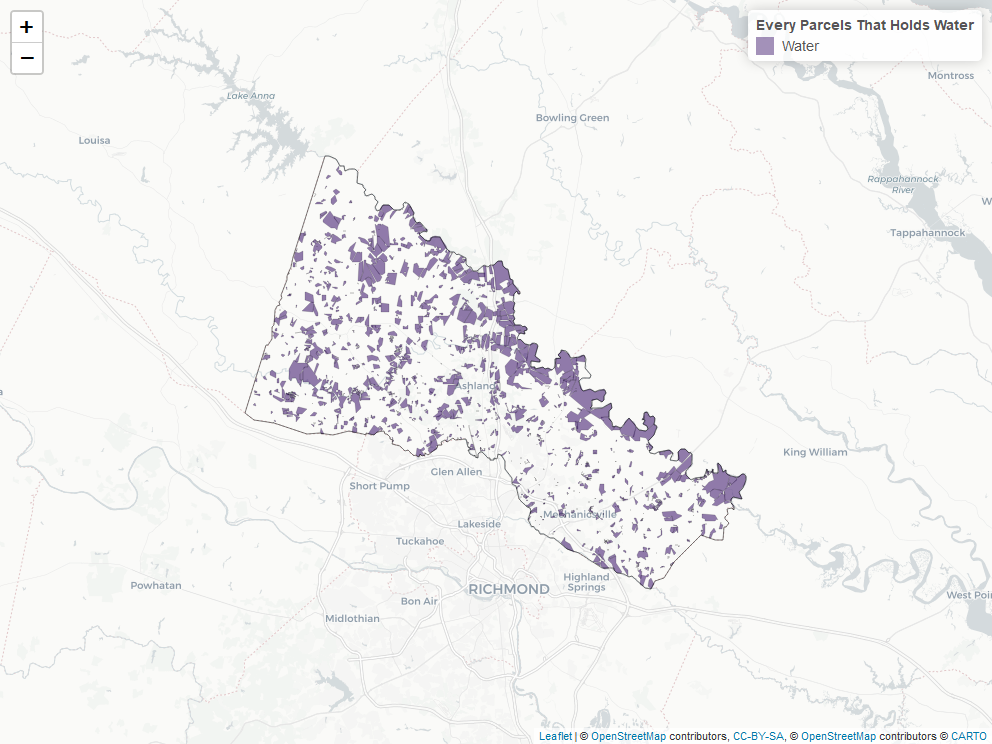 +
Every Parcels That Holds Water
−
Water
Montross
Lake Anna
Bowling Green
Louisa
Rappahannock
River
Tappahannock
Ashland
King William
Glen Allen
Short Pump
Mechanicsville
Lakeside
Tuckahoe
Highland
Springs
Powhatan
RICHMOND
West Poi
Bon Air
Midlothian
Leaflet | © OpenStreetMap contributors, CC-BY-SA, © OpenStreetMap contributors © CARTO